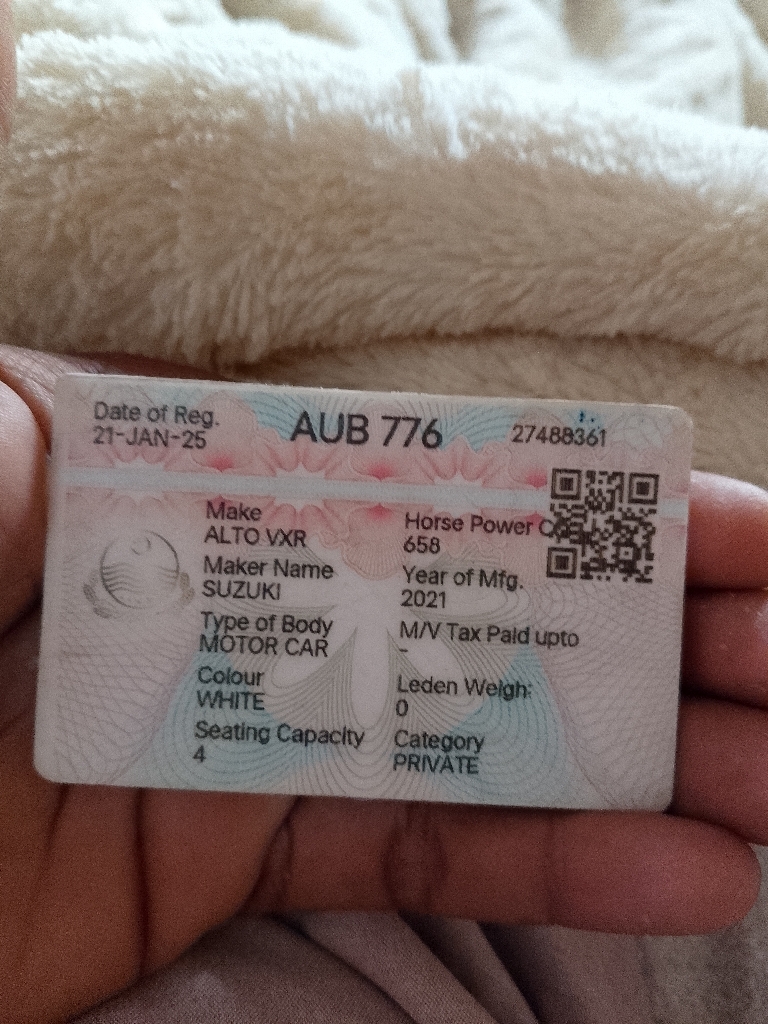 Date of Reg.
21-JAN-25
AUB 776
27488361
Make
ALTO VXR
Maker Name
SUZUKI
Type of Body
MOTOR CAR
Colour
WHITE
Seating Capacity
4
Horse Power
658
Year of Mfg.
2021
M/V Tax Paid upto
-
Leden Weigh:
0
Category
PRIVATE